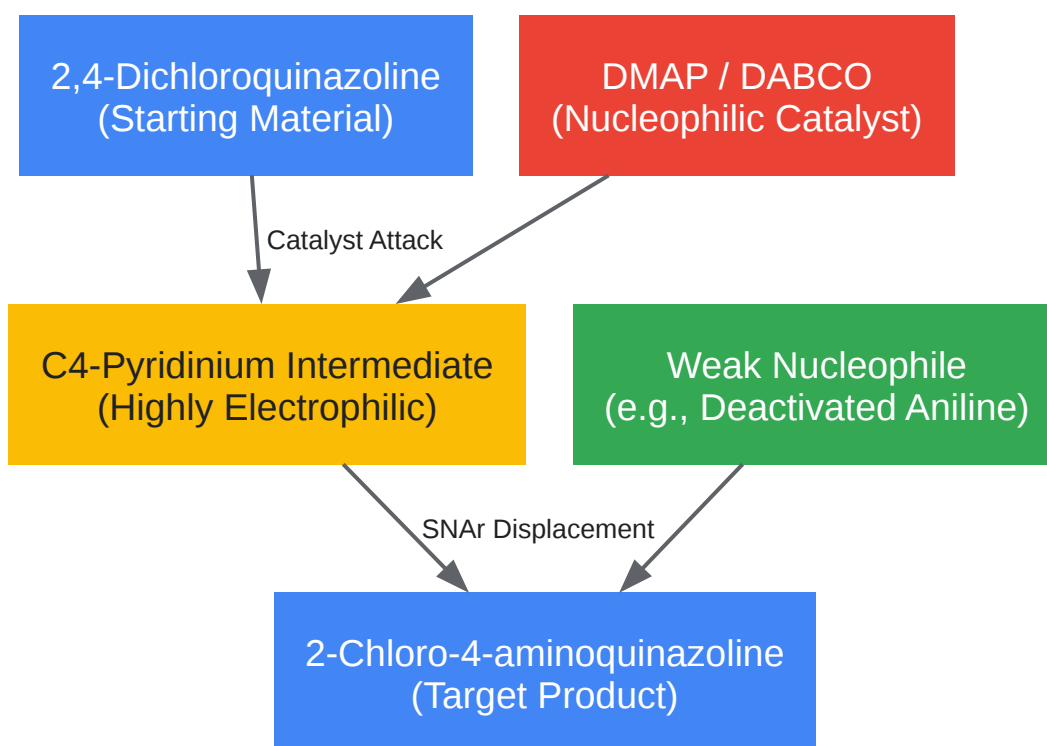 2,4-Dichloroquinazoline
(Starting Material)
DMAP / DABCO
(Nucleophilic Catalyst)
Catalyst Attack
C4-Pyridinium Intermediate
(Highly Electrophilic)
Weak Nucleophile
(e.g., Deactivated Aniline)
SNAr Displacement
2-Chloro-4-aminoquinazoline
(Target Product)